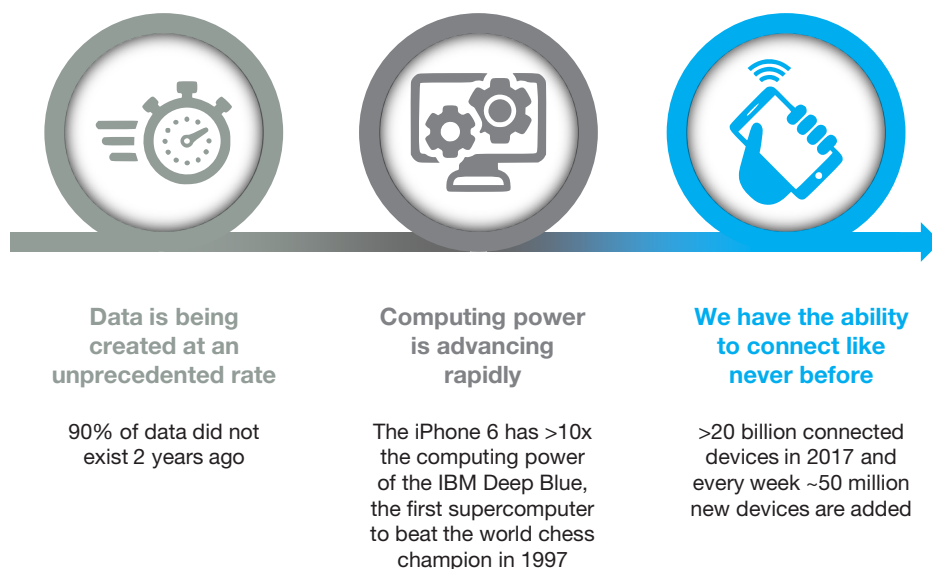 Data is being
created at an
unprecedented rate
90% of data did not
exist 2 years ago
Computing power
is advancing
rapidly
The iPhone 6 has >10x
the computing power
of the IBM Deep Blue,
the first supercomputer
to beat the world chess
champion in 1997
We have the ability
to connect like
never before
>20 billion connected
devices in 2017 and
every week ~50 million
new devices are added